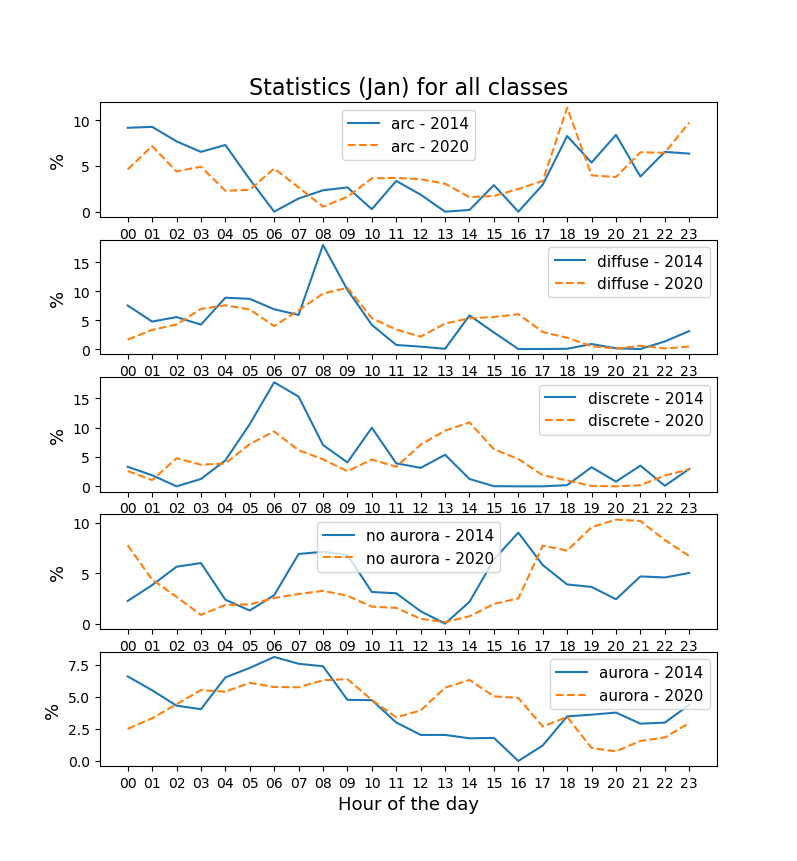 Statistics (Jan) for all classes
10
5
0
%
arc - 2014
arc - 2020
00 01 02 03 04 05 06 07 08 09 10 11 12 13 14 15 16 17 18 19 20 21 22 23
15
10
5
0
%
diffuse - 2014
diffuse - 2020
00 01 02 03 04 05 06 07 08 09 10 11 12 13 14 15 16 17 18 19 20 21 22 23
15
10
5
0
%
discrete - 2014
discrete - 2020
00 01 02 03 04 05 06 07 08 09 10 11 12 13 14 15 16 17 18 19 20 21 22 23
10
5
0
%
no aurora - 2014
no aurora - 2020
00 01 02 03 04 05 06 07 08 09 10 11 12 13 14 15 16 17 18 19 20 21 22 23
7.5
5.0
2.5
0.0
%
aurora - 2014
aurora - 2020
00 01 02 03 04 05 06 07 08 09 10 11 12 13 14 15 16 17 18 19 20 21 22 23
Hour of the day